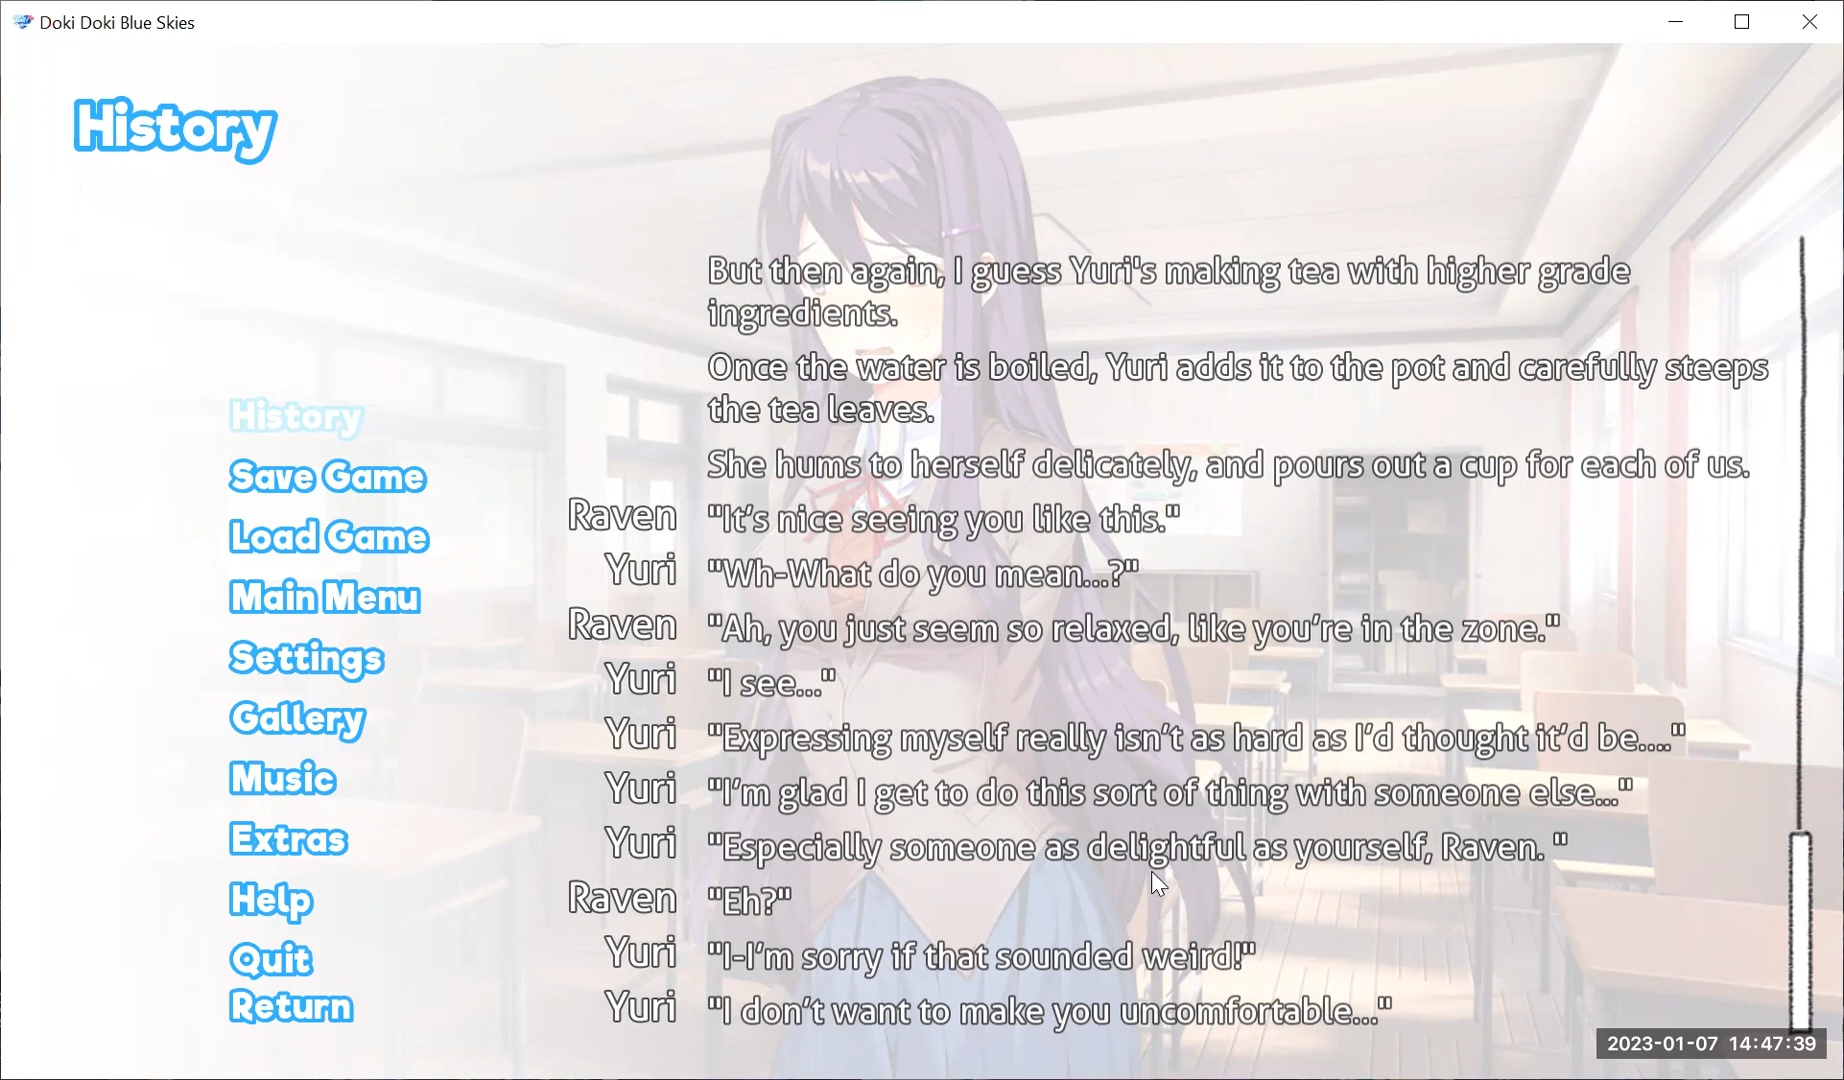 Doki Doki Blue Skies
History
But then again, I guess Yuri's making tea with higher grade
ingredients.
Once the water is boiled, Yuri adds it to the pot and carefully steeps
the tea leaves.
She hums to herself delicately, and pours out a cup for each of us.
Raven "It’s nice seeing you like this."
Yuri "Wh-What do you mean...?"
Raven "Ah, you just seem so relaxed, like you’re in the zone."
Yuri "I see..."
Yuri "Expressing myself really isn’t as hard as I’d thought it’d be...."
Yuri "I’m glad I get to do this sort of thing with someone else..."
Yuri "Especially someone as delightful as yourself, Raven. "
Raven "Eh?"
Yuri "I-I’m sorry if that sounded weird!"
Yuri "I don’t want to make you uncomfortable..."
History
Save Game
Load Game
Main Menu
Settings
Gallery
Music
Extras
Help
Quit
Return
2023-01-07 14:47:39